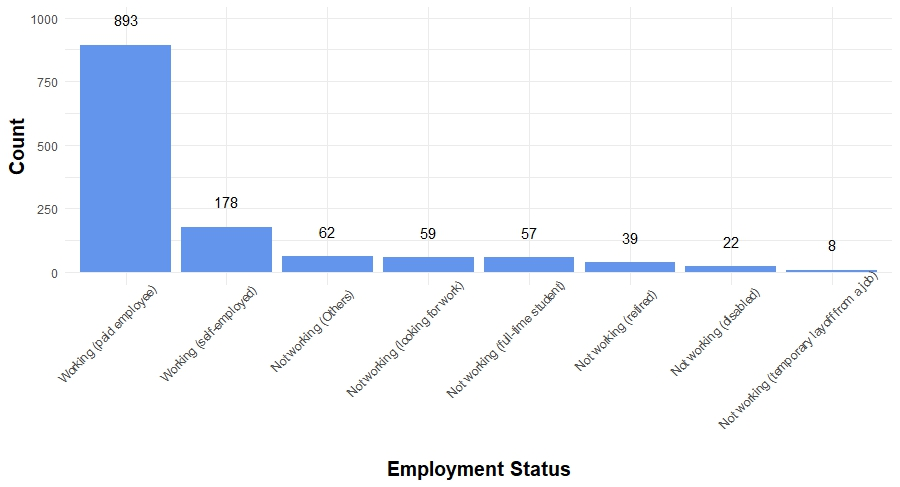 1000
750
500
250
0
Count
893
178
62
59
57
39
22
8
Working (paid employee)
Working (self-employed)
Not working (Others)
Not working (looking for work)
Not working (full-time student)
Not working (retired)
Not working (disabled)
Not working (temporary layoff from a job)
Employment Status